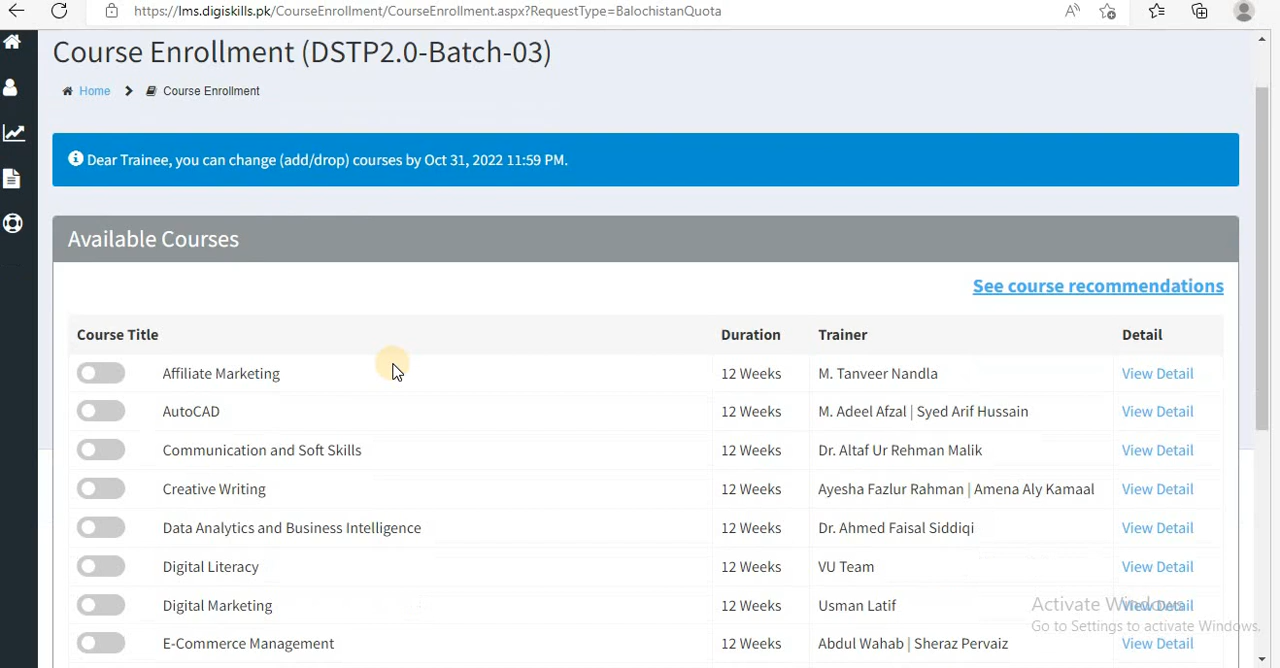 https://lms.digiskills.pk/CourseEnrollment/CourseEnrollment.aspx?RequestType=BalochistanQuota
Course Enrollment (DSTP2.0-Batch-03)
Home > Course Enrollment
Dear Trainee, you can change (add/drop) courses by Oct 31, 2022 11:59 PM.
Available Courses
See course recommendations
Course Title Duration Trainer Detail
Affiliate Marketing 12 Weeks M. Tanveer Nandla View Detail
AutoCAD 12 Weeks M. Adeel Afzal | Syed Arif Hussain View Detail
Communication and Soft Skills 12 Weeks Dr. Altaf Ur Rehman Malik View Detail
Creative Writing 12 Weeks Ayesha Fazlur Rahman | Amena Aly Kamaal View Detail
Data Analytics and Business Intelligence 12 Weeks Dr. Ahmed Faisal Siddiqi View Detail
Digital Literacy 12 Weeks VU Team View Detail
Digital Marketing 12 Weeks Usman Latif View Detail
Activate Windows
Go to Settings to activate Windows.
E-Commerce Management 12 Weeks Abdul Wahab | Sheraz Pervaiz View Detail